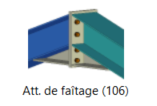 Att. de faîtage (106)